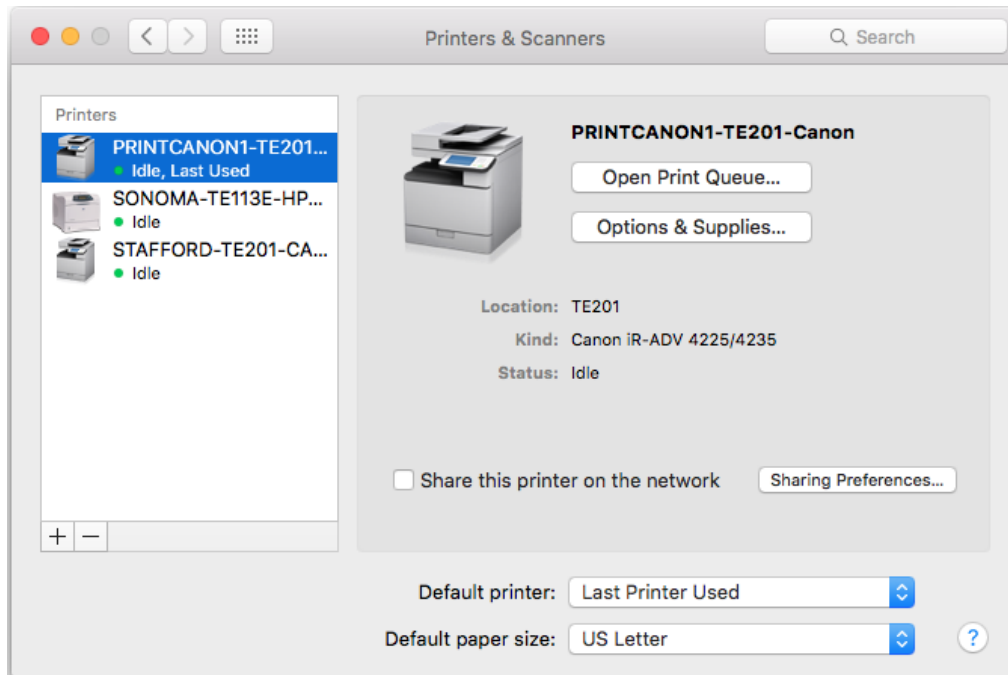 Printers & Scanners
Search
Printers
PRINTCANON1-TE201...
Idle, Last Used
SONOMA-TE113E-HP...
Idle
STAFFORD-TE201-CA...
Idle
+ −
PRINTCANON1-TE201-Canon
Open Print Queue...
Options & Supplies...
Location: TE201
Kind: Canon iR-ADV 4225/4235
Status: Idle
Share this printer on the network Sharing Preferences...
Default printer: Last Printer Used
Default paper size: US Letter ?